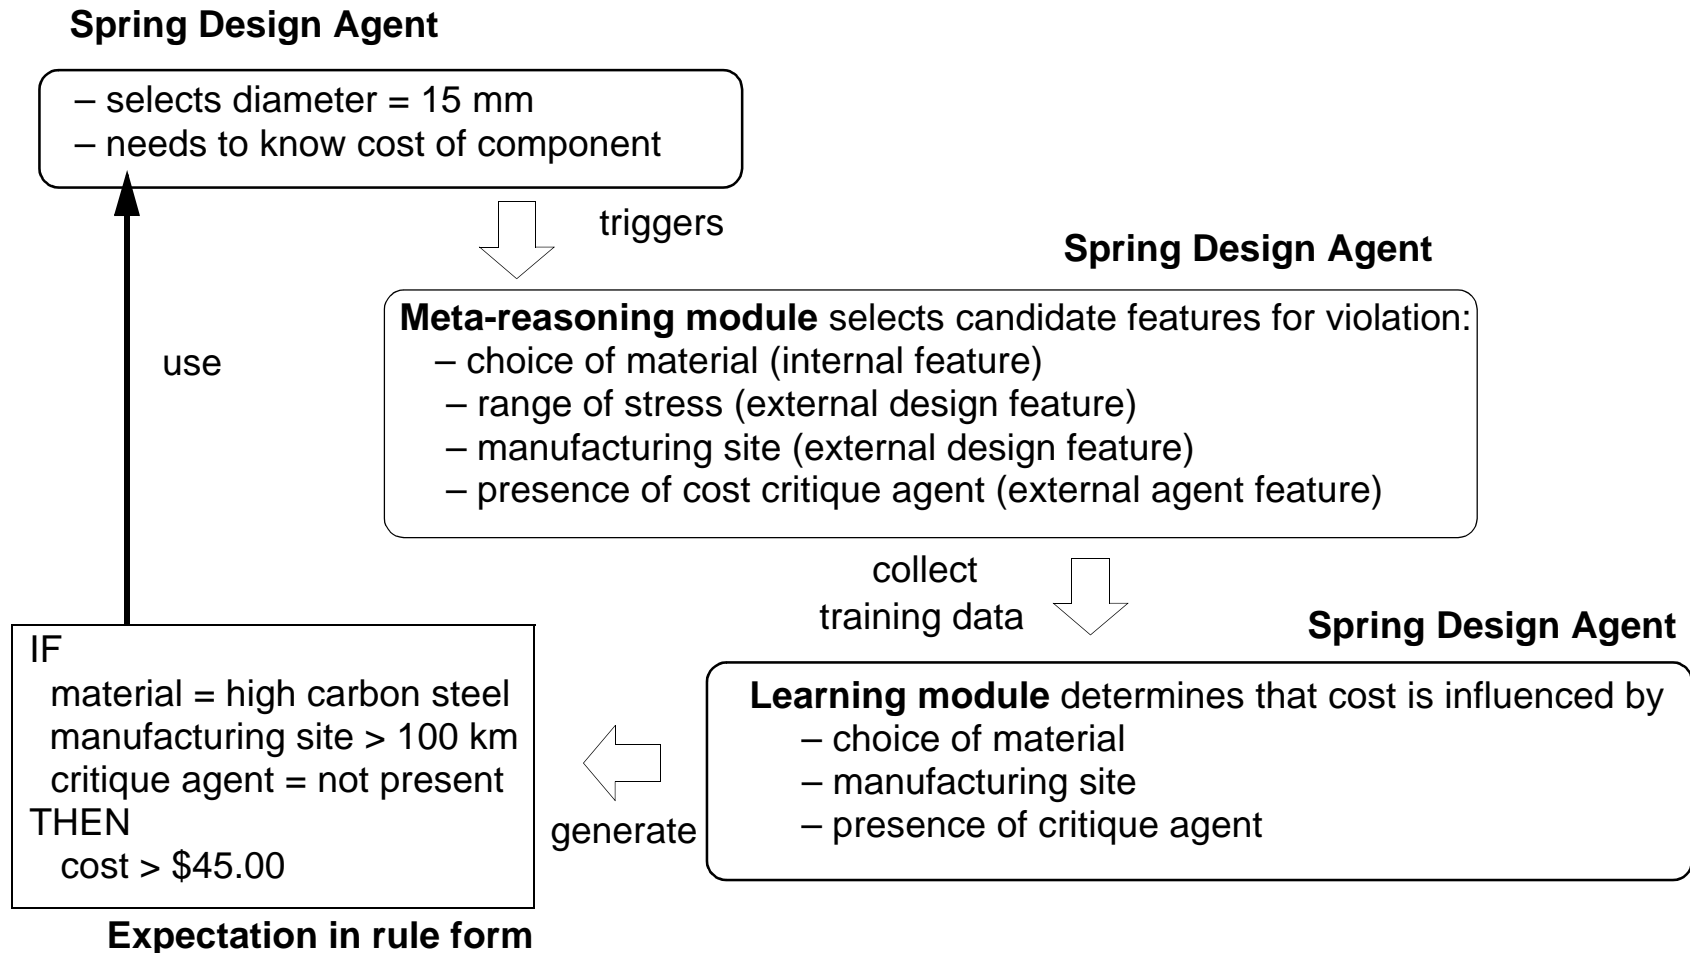 Spring Design Agent
– selects diameter = 15 mm
– needs to know cost of component
triggers
Spring Design Agent
Meta-reasoning module selects candidate features for violation:
– choice of material (internal feature)
– range of stress (external design feature)
– manufacturing site (external design feature)
– presence of cost critique agent (external agent feature)
use
collect
training data
Spring Design Agent
Learning module determines that cost is influenced by
– choice of material
– manufacturing site
– presence of critique agent
generate
IF
material = high carbon steel
manufacturing site > 100 km
critique agent = not present
THEN
cost > $45.00
Expectation in rule form